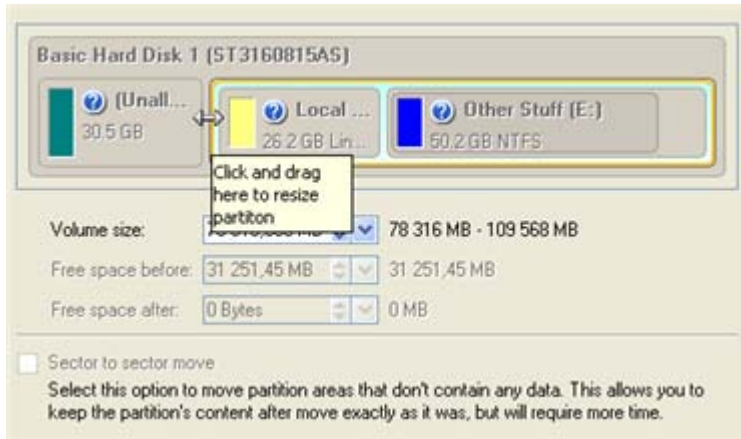 Basic Hard Disk 1 (ST3160815AS)
(Unall...
30.5 GB
Local ...
26.2 GB Lin...
Other Stuff (E:)
50.2 GB NTFS
Click and drag
here to resize
partiton
Volume size:
78 316 MB - 109 568 MB
Free space before:
31 251,45 MB
31 251,45 MB
Free space after:
0 Bytes
0 MB
Sector to sector move
Select this option to move partition areas that don't contain any data. This allows you to
keep the partition's content after move exactly as it was, but will require more time.